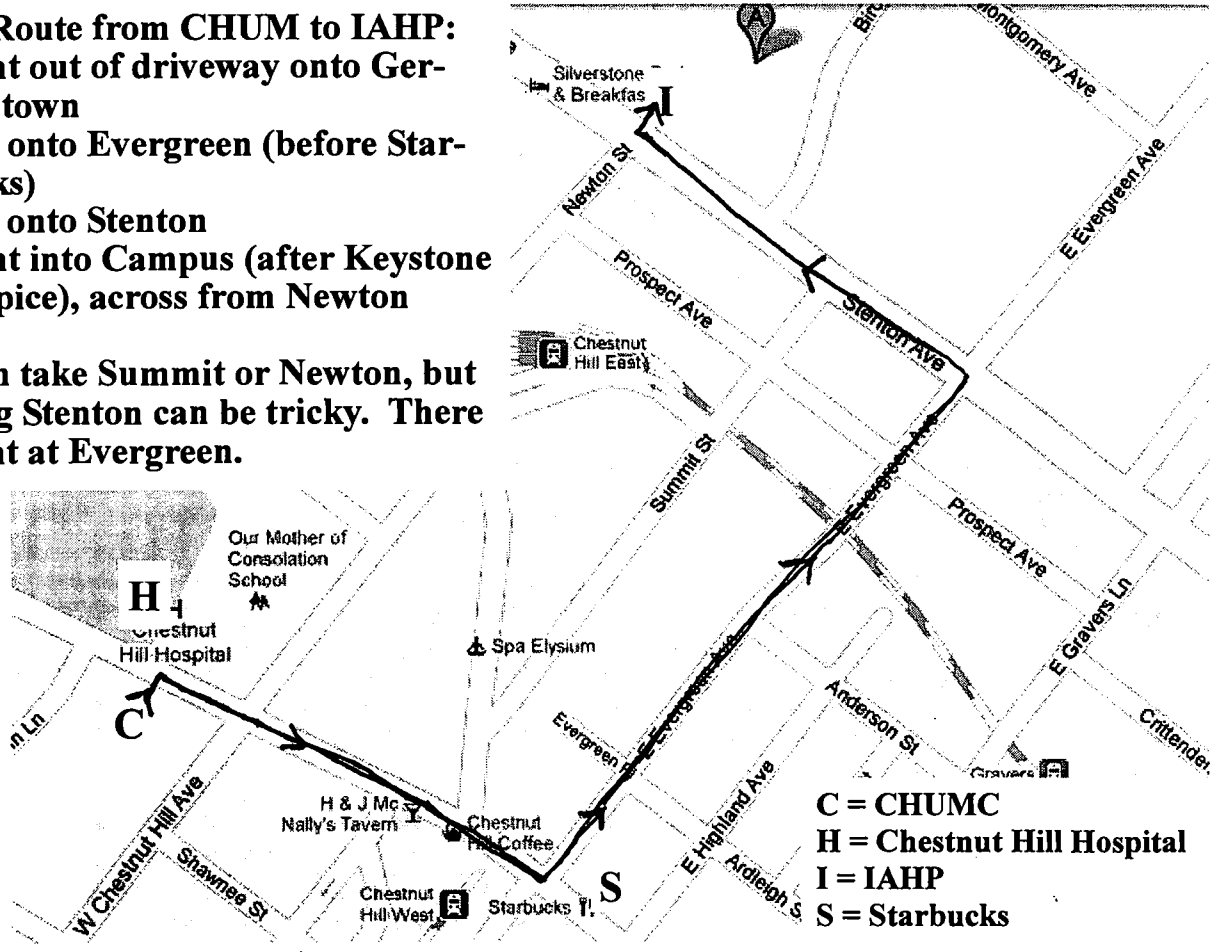 Route from CHUM to IAHP:
nt out of driveway onto Ger-
town
onto Evergreen (before Star-
ks)
onto Stenton
nt into Campus (after Keystone
pice), across from Newton
n take Summit or Newton, but
g Stenton can be tricky. There
nt at Evergreen.
A
Montgomery Ave
Silverstone
& Breakfas
I
Newton St
E Evergreen Ave
Prospect Ave
Stenton Ave
Chestnut
Hill East
Summit St
E Evergreen Ave
Prospect Ave
Our Mother of
Consolation
School
H
Chestnut
Hill Hospital
E Gravers Ln
Spa Elysium
C
n Ln
E Evergreen Ave
Anderson St
Evergreen
Crittenden
Gravers
H & J Mc
Nally's Tavern
Chestnut
Hill Coffee
E Highland Ave
W Chestnut Hill Ave
Shawnee St
Ardleigh S
Chestnut
Hill West
Starbucks
S
C = CHUMC
H = Chestnut Hill Hospital
I = IAHP
S = Starbucks